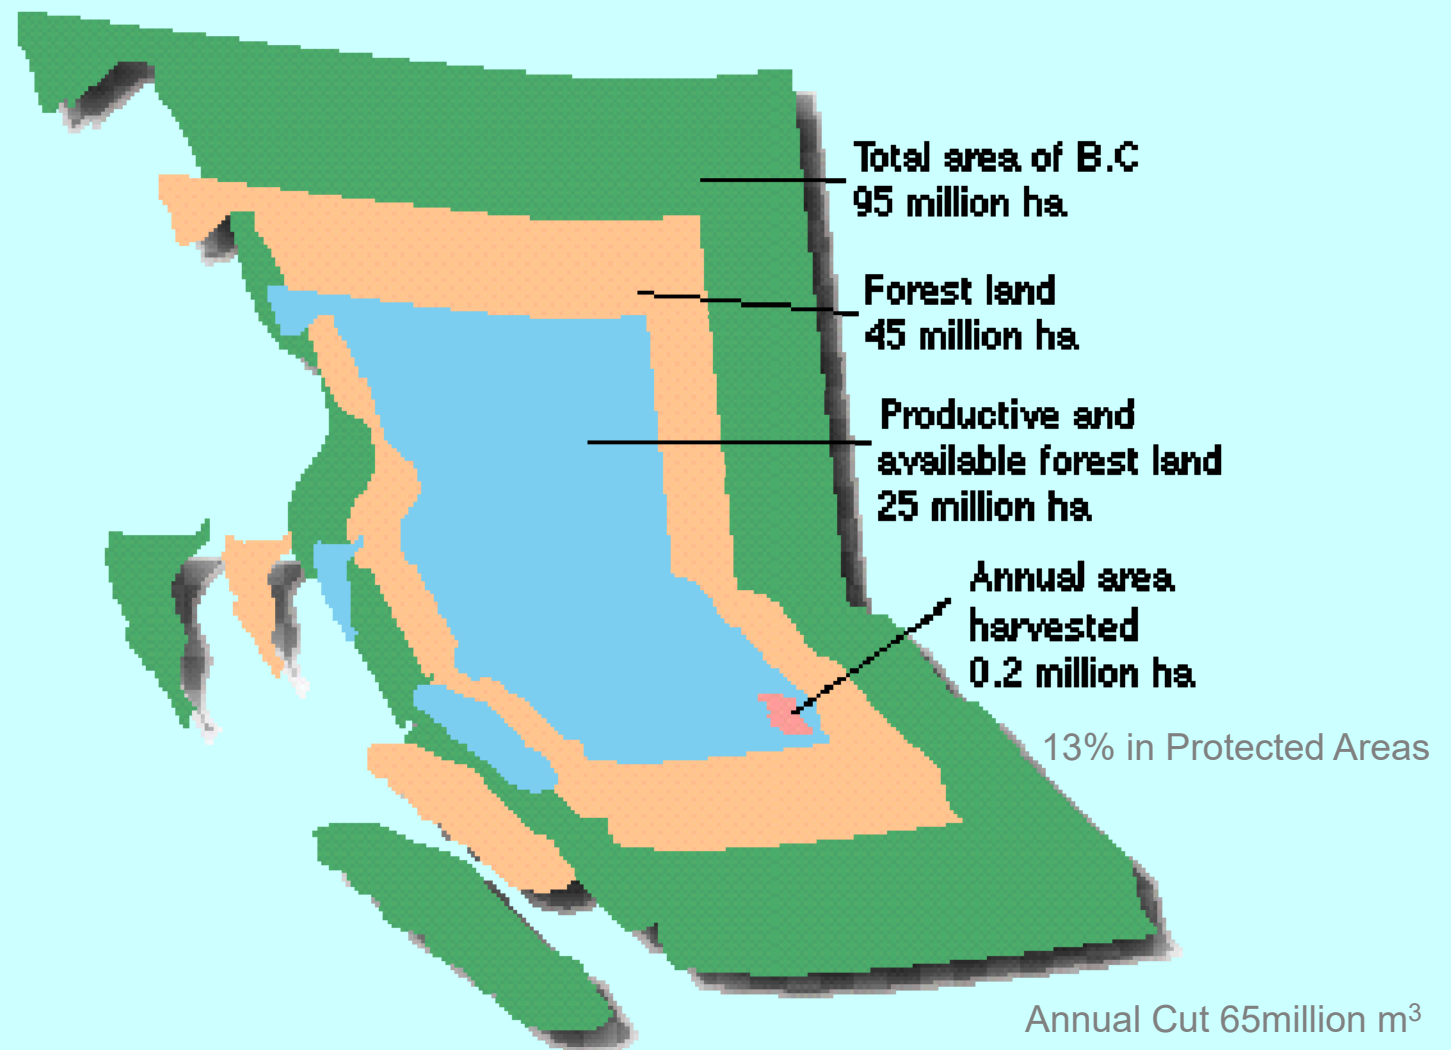 Total area of B.C
95 million ha
Forest land
45 million ha
Productive and
available forest land
25 million ha
Annual area
harvested
0.2 million ha
13% in Protected Areas
Annual Cut 65million m³